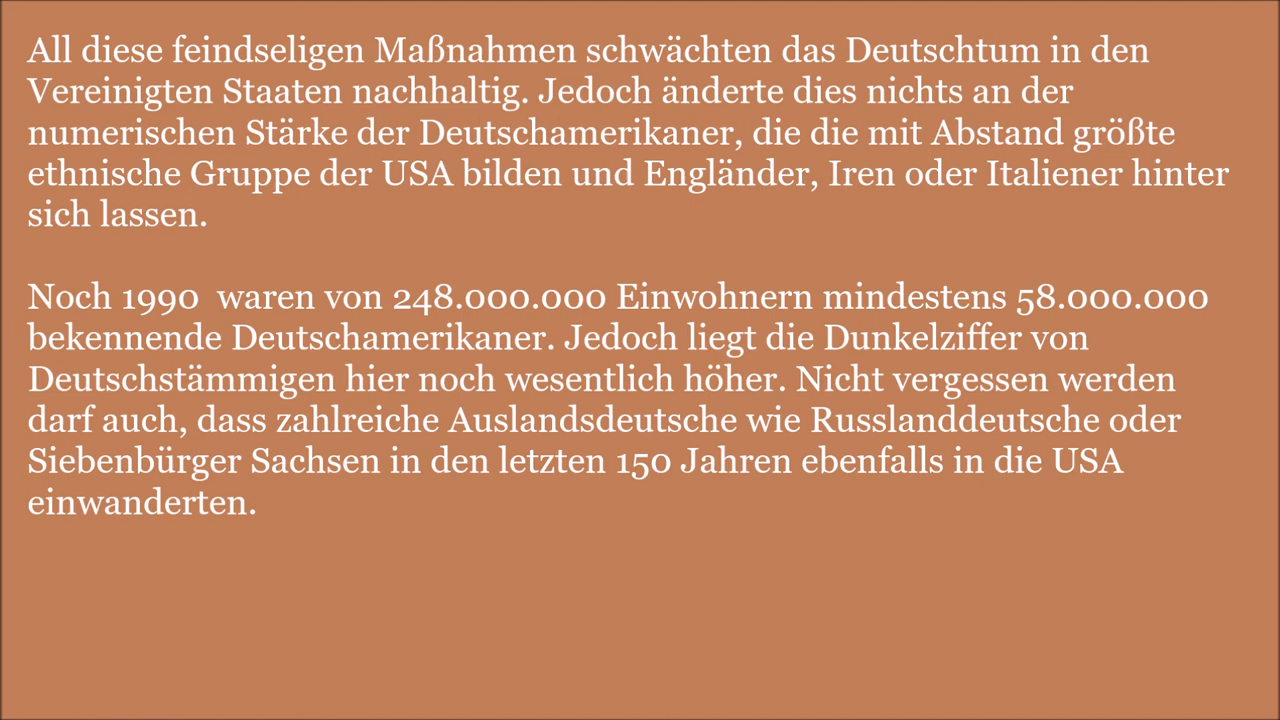 All diese feindseligen Maßnahmen schwächten das Deutschtum in den
Vereinigten Staaten nachhaltig. Jedoch änderte dies nichts an der
numerischen Stärke der Deutschamerikaner, die die mit Abstand größte
ethnische Gruppe der USA bilden und Engländer, Iren oder Italiener hinter
sich lassen.
Noch 1990  waren von 248.000.000 Einwohnern mindestens 58.000.000
bekennende Deutschamerikaner. Jedoch liegt die Dunkelziffer von
Deutschstämmigen hier noch wesentlich höher. Nicht vergessen werden
darf auch, dass zahlreiche Auslandsdeutsche wie Russlanddeutsche oder
Siebenbürger Sachsen in den letzten 150 Jahren ebenfalls in die USA
einwanderten.